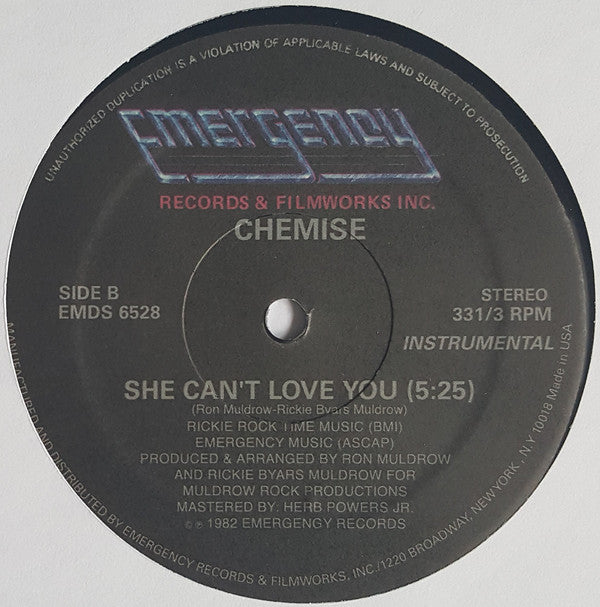 UNAUTHORIZED DUPLICATION IS A VIOLATION OF APPLICABLE LAWS AND SUBJECT TO PROSECUTION
Emergency
RECORDS & FILMWORKS INC.
CHEMISE
SIDE B
EMDS 6528
STEREO
331/3 RPM
INSTRUMENTAL
SHE CAN'T LOVE YOU (5:25)
(Ron Muldrow-Rickie Byars Muldrow)
RICKIE ROCK TIME MUSIC (BMI)
EMERGENCY MUSIC (ASCAP)
PRODUCED & ARRANGED BY RON MULDROW
AND RICKIE BYARS MULDROW FOR
MULDROW ROCK PRODUCTIONS
MASTERED BY: HERB POWERS JR.
©℗ 1982 EMERGENGY RECORDS
MANUFACTURED AND DISTRIBUTED BY EMERGENCY RECORDS & FILMWORKS, INC./1220 BROADWAY, NEW YORK, N.Y 10018 Made in USA